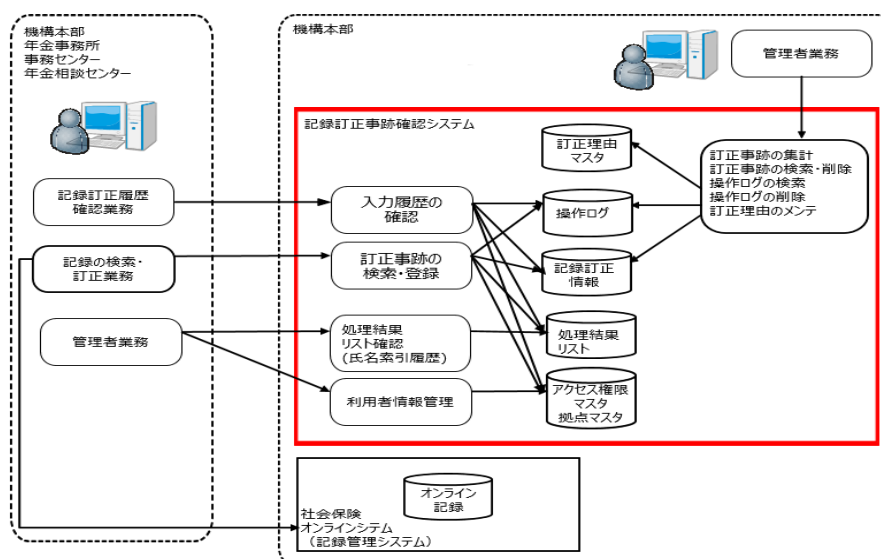 機構本部
年金事務所
事務センター
年金相談センター
記録訂正履歴
確認業務
記録の検索・
訂正業務
管理者業務
機構本部
管理者業務
記録訂正事跡確認システム
入力履歴の
確認
訂正事跡の
検索・登録
処理結果
リスト確認
(氏名索引履歴)
利用者情報管理
訂正理由
マスタ
操作ログ
記録訂正
情報
処理結果
リスト
アクセス権限
マスタ
拠点マスタ
訂正事跡の集計
訂正事跡の検索・削除
操作ログの検索
操作ログの削除
訂正理由のメンテ
オンライン
記録
社会保険
オンラインシテム
（記録管理システム）